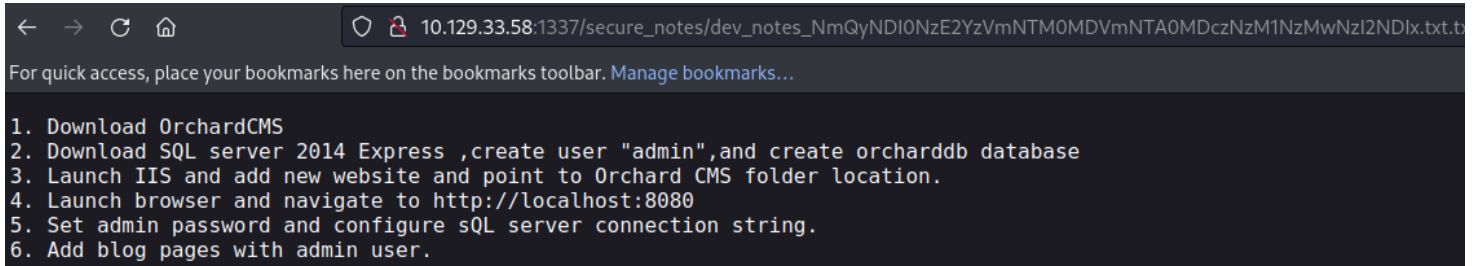 10.129.33.58:1337/secure_notes/dev_notes_NmQyNDI0NzE2YzVmNTM0MDVmNTA0MDczNzM1NzMwNzI2NDIx.txt.tx
For quick access, place your bookmarks here on the bookmarks toolbar. Manage bookmarks...
1. Download OrchardCMS
2. Download SQL server 2014 Express ,create user "admin",and create orcharddb database
3. Launch IIS and add new website and point to Orchard CMS folder location.
4. Launch browser and navigate to http://localhost:8080
5. Set admin password and configure sQL server connection string.
6. Add blog pages with admin user.